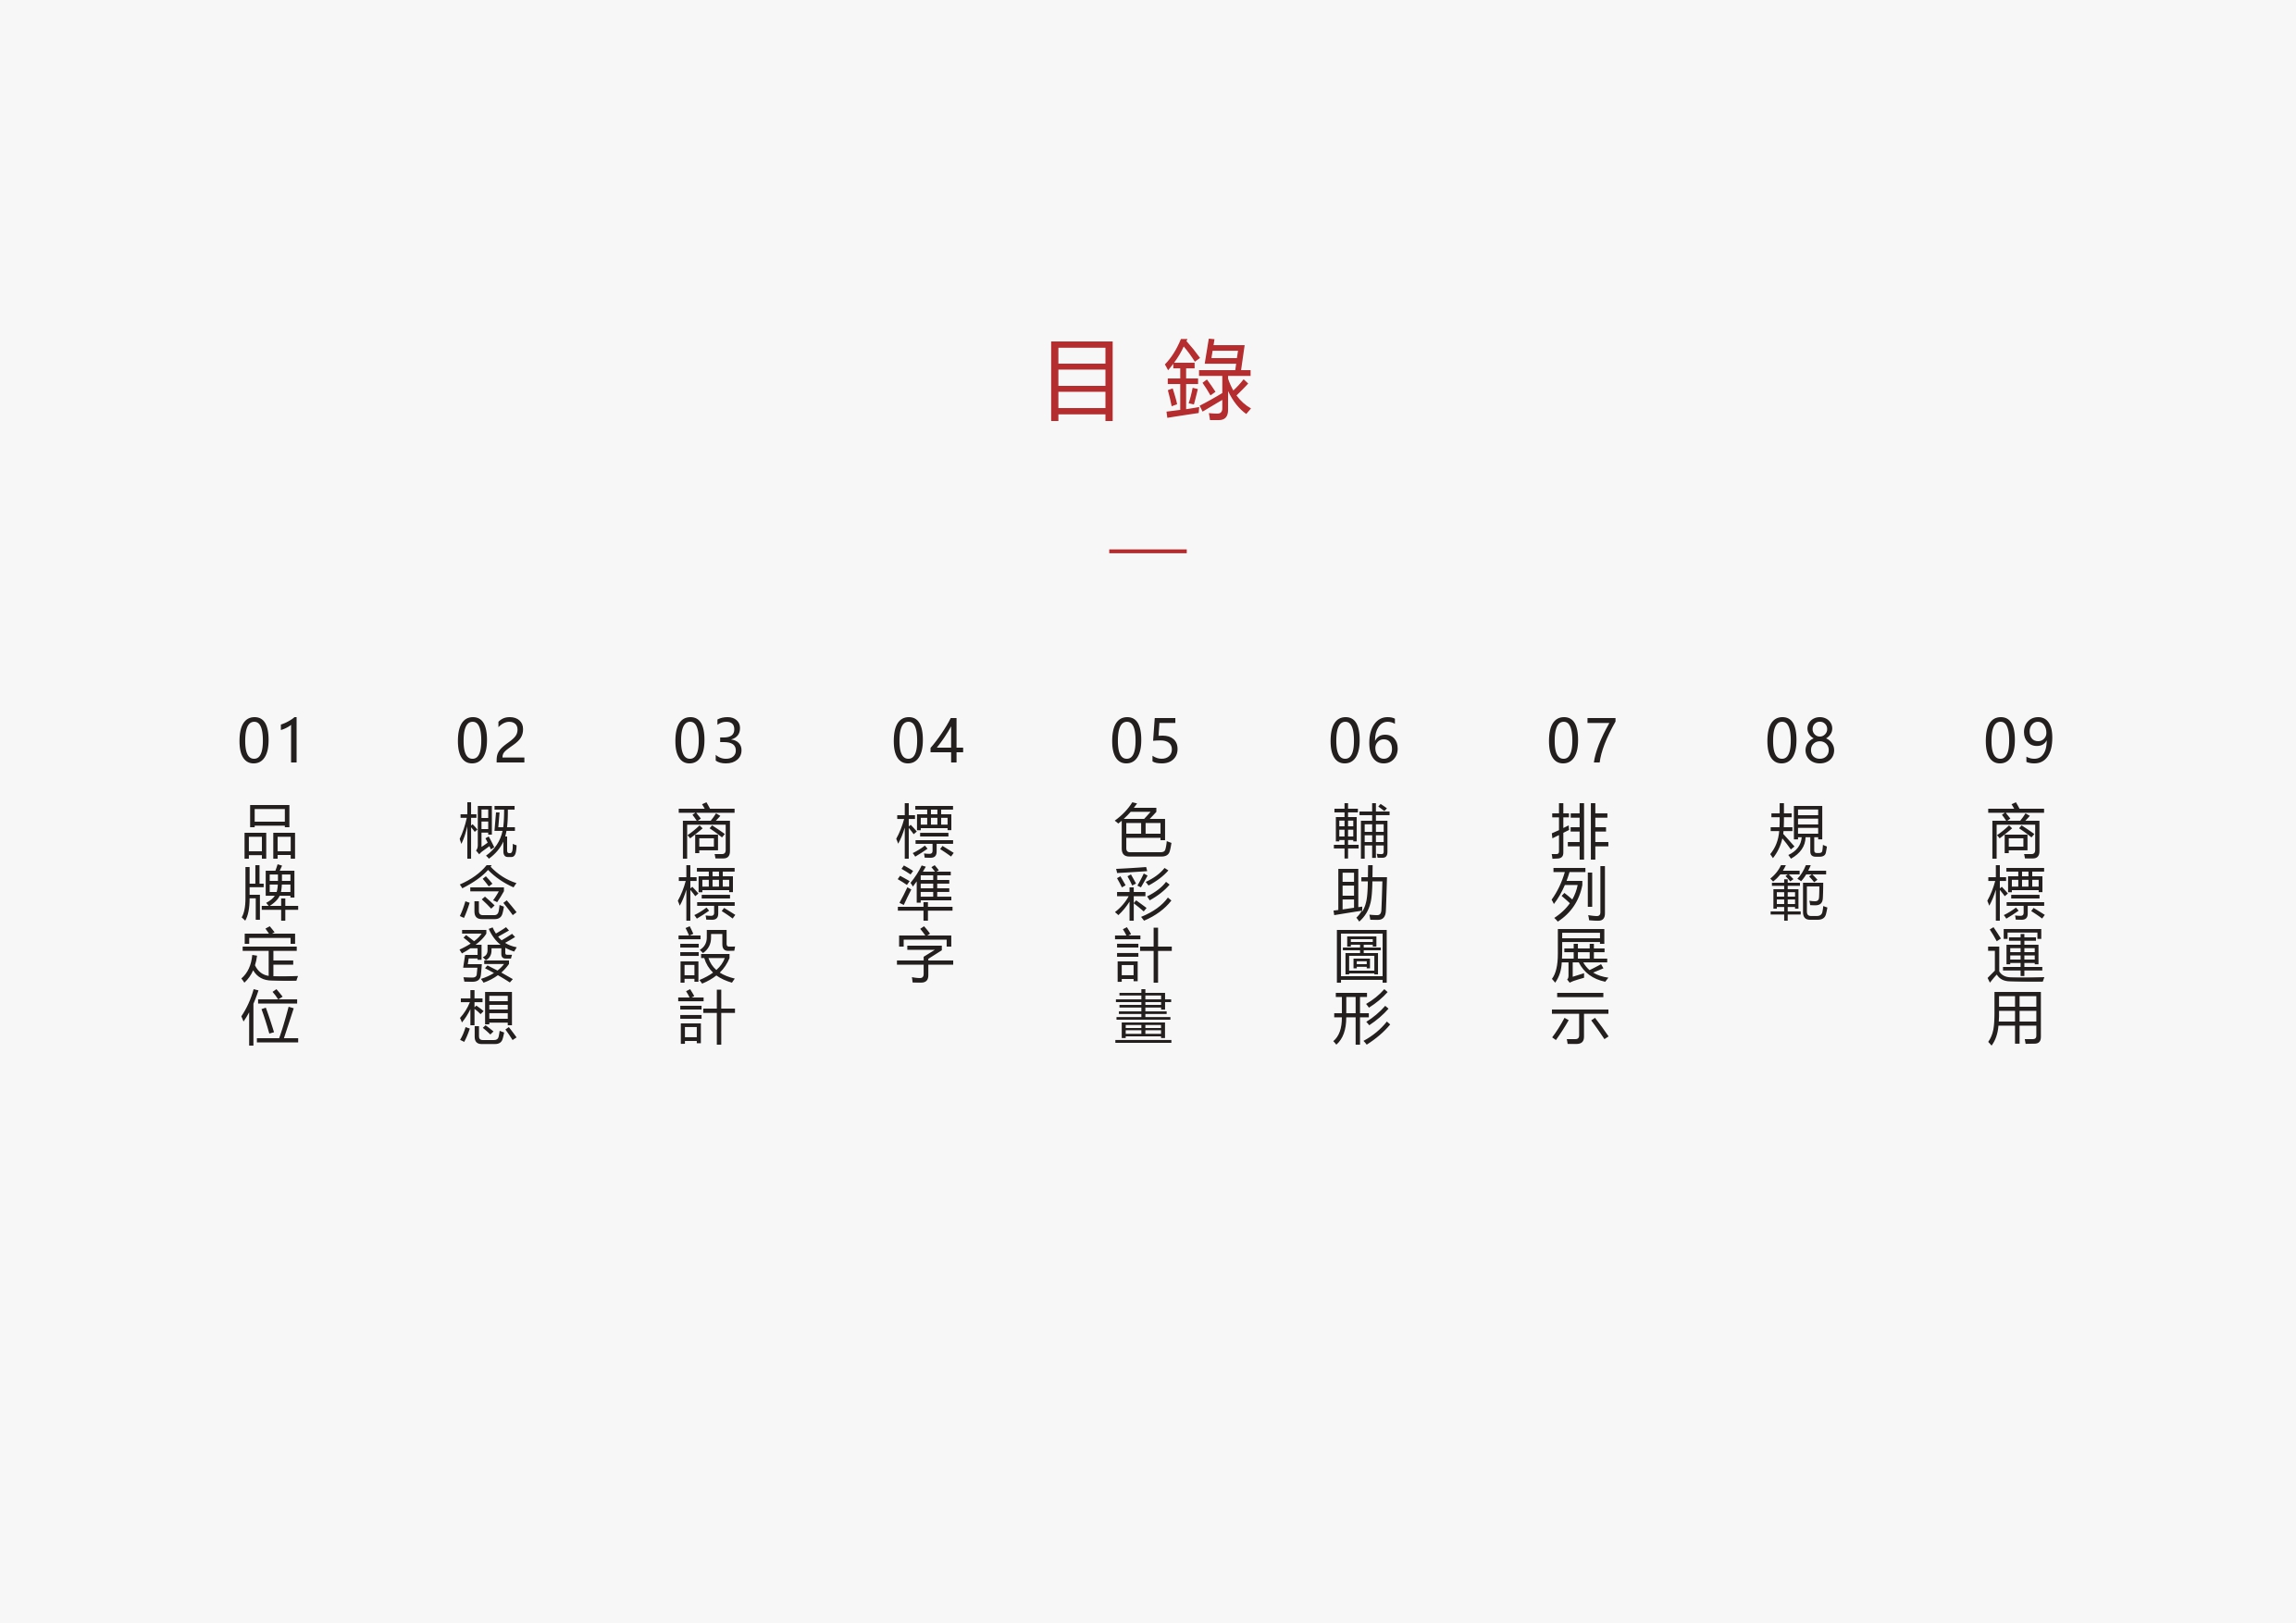 目錄
01
品牌定位
02
概念發想
03
商標設計
04
標準字
05
色彩計畫
06
輔助圖形
07
排列展示
08
規範
09
商標運用